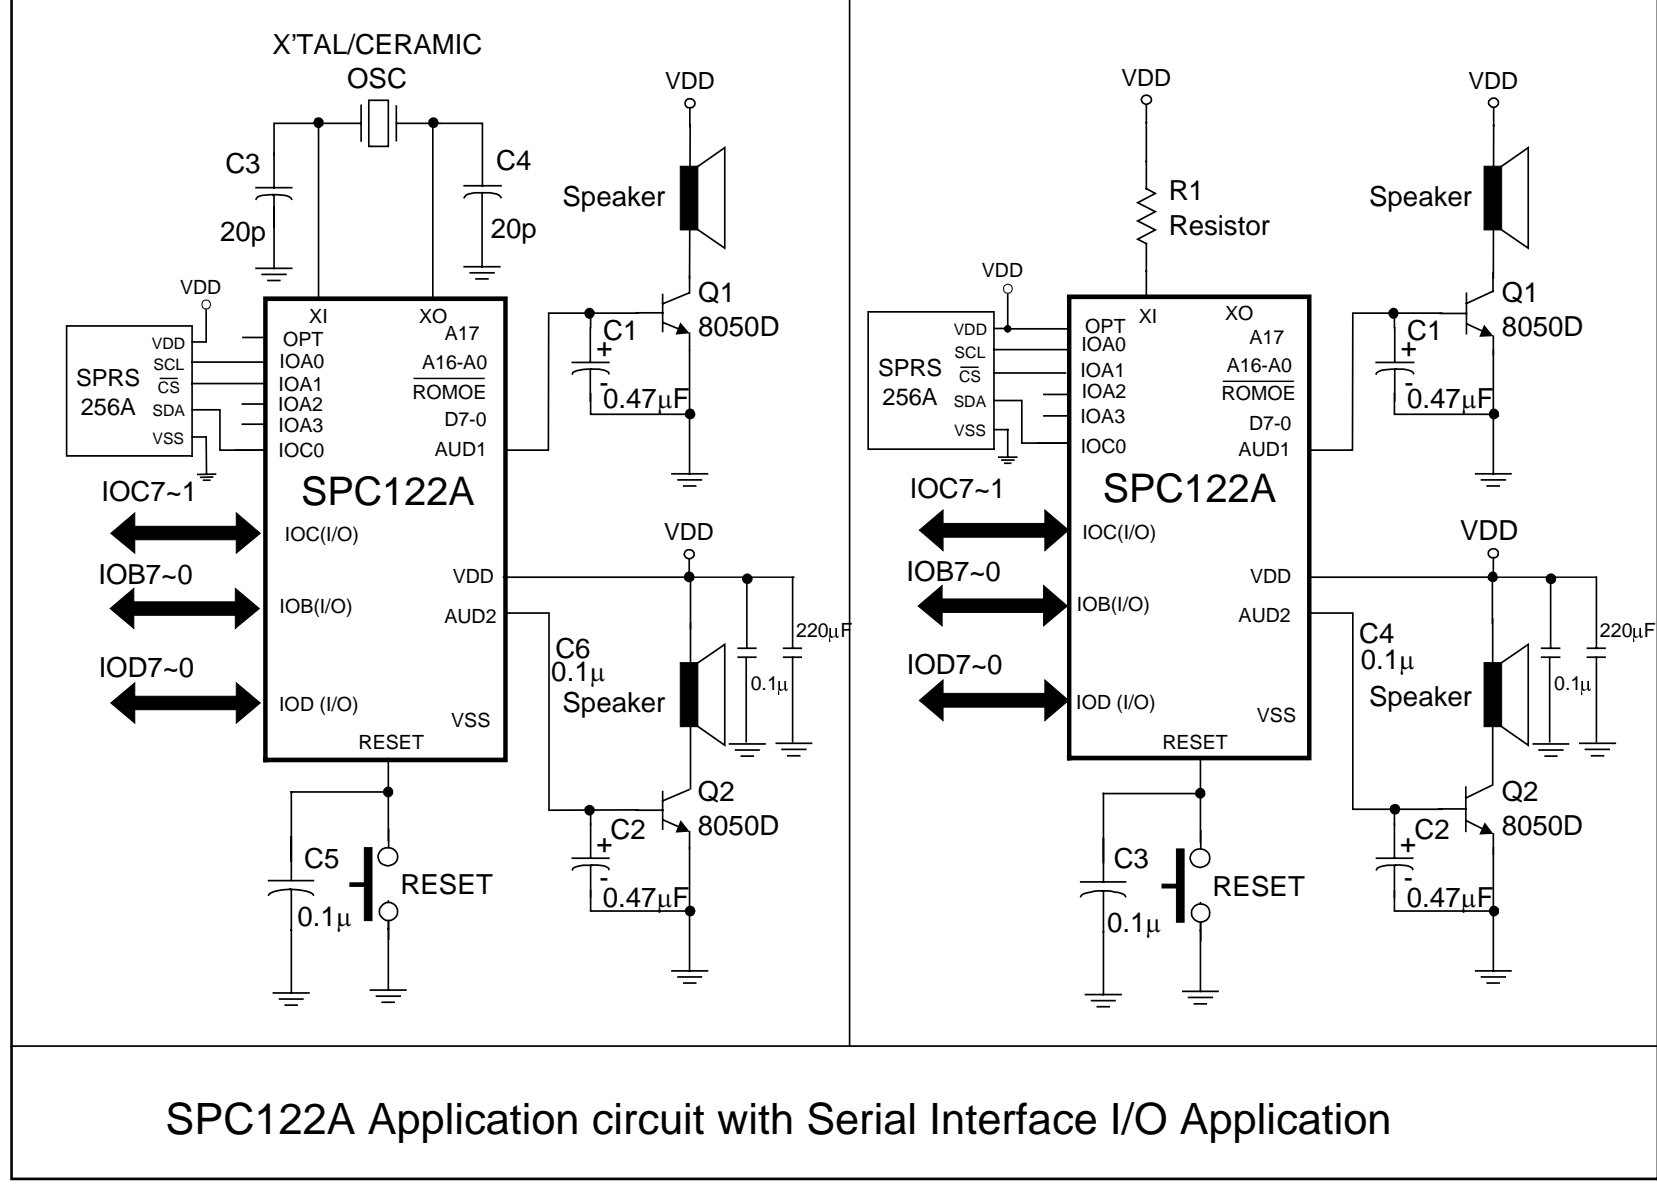 X'TAL/CERAMIC
OSC
C3
20p
C4
20p
VDD
Speaker
Q1
8050D
C1
+
-
0.47μF
VDD
SPRS
256A
VDD
SCL
CS
SDA
VSS
XI
XO
OPT
IOA0
IOA1
IOA2
IOA3
IOC0
A17
A16-A0
ROMOE
D7-0
AUD1
SPC122A
IOC7~1
IOC(I/O)
IOB7~0
IOB(I/O)
IOD7~0
IOD (I/O)
VDD
AUD2
VSS
RESET
VDD
C6
0.1μ
Speaker
0.1μ
220μF
Q2
8050D
C2
+
-
0.47μF
C5
0.1μ
RESET
VDD
R1
Resistor
VDD
Speaker
Q1
8050D
C1
+
-
0.47μF
VDD
SPRS
256A
VDD
SCL
CS
SDA
VSS
XI
XO
OPT
IOA0
IOA1
IOA2
IOA3
IOC0
A17
A16-A0
ROMOE
D7-0
AUD1
SPC122A
IOC7~1
IOC(I/O)
IOB7~0
IOB(I/O)
IOD7~0
IOD (I/O)
VDD
AUD2
VSS
RESET
VDD
C4
0.1μ
Speaker
0.1μ
220μF
Q2
8050D
C2
+
-
0.47μF
C3
0.1μ
RESET
SPC122A Application circuit with Serial Interface I/O Application